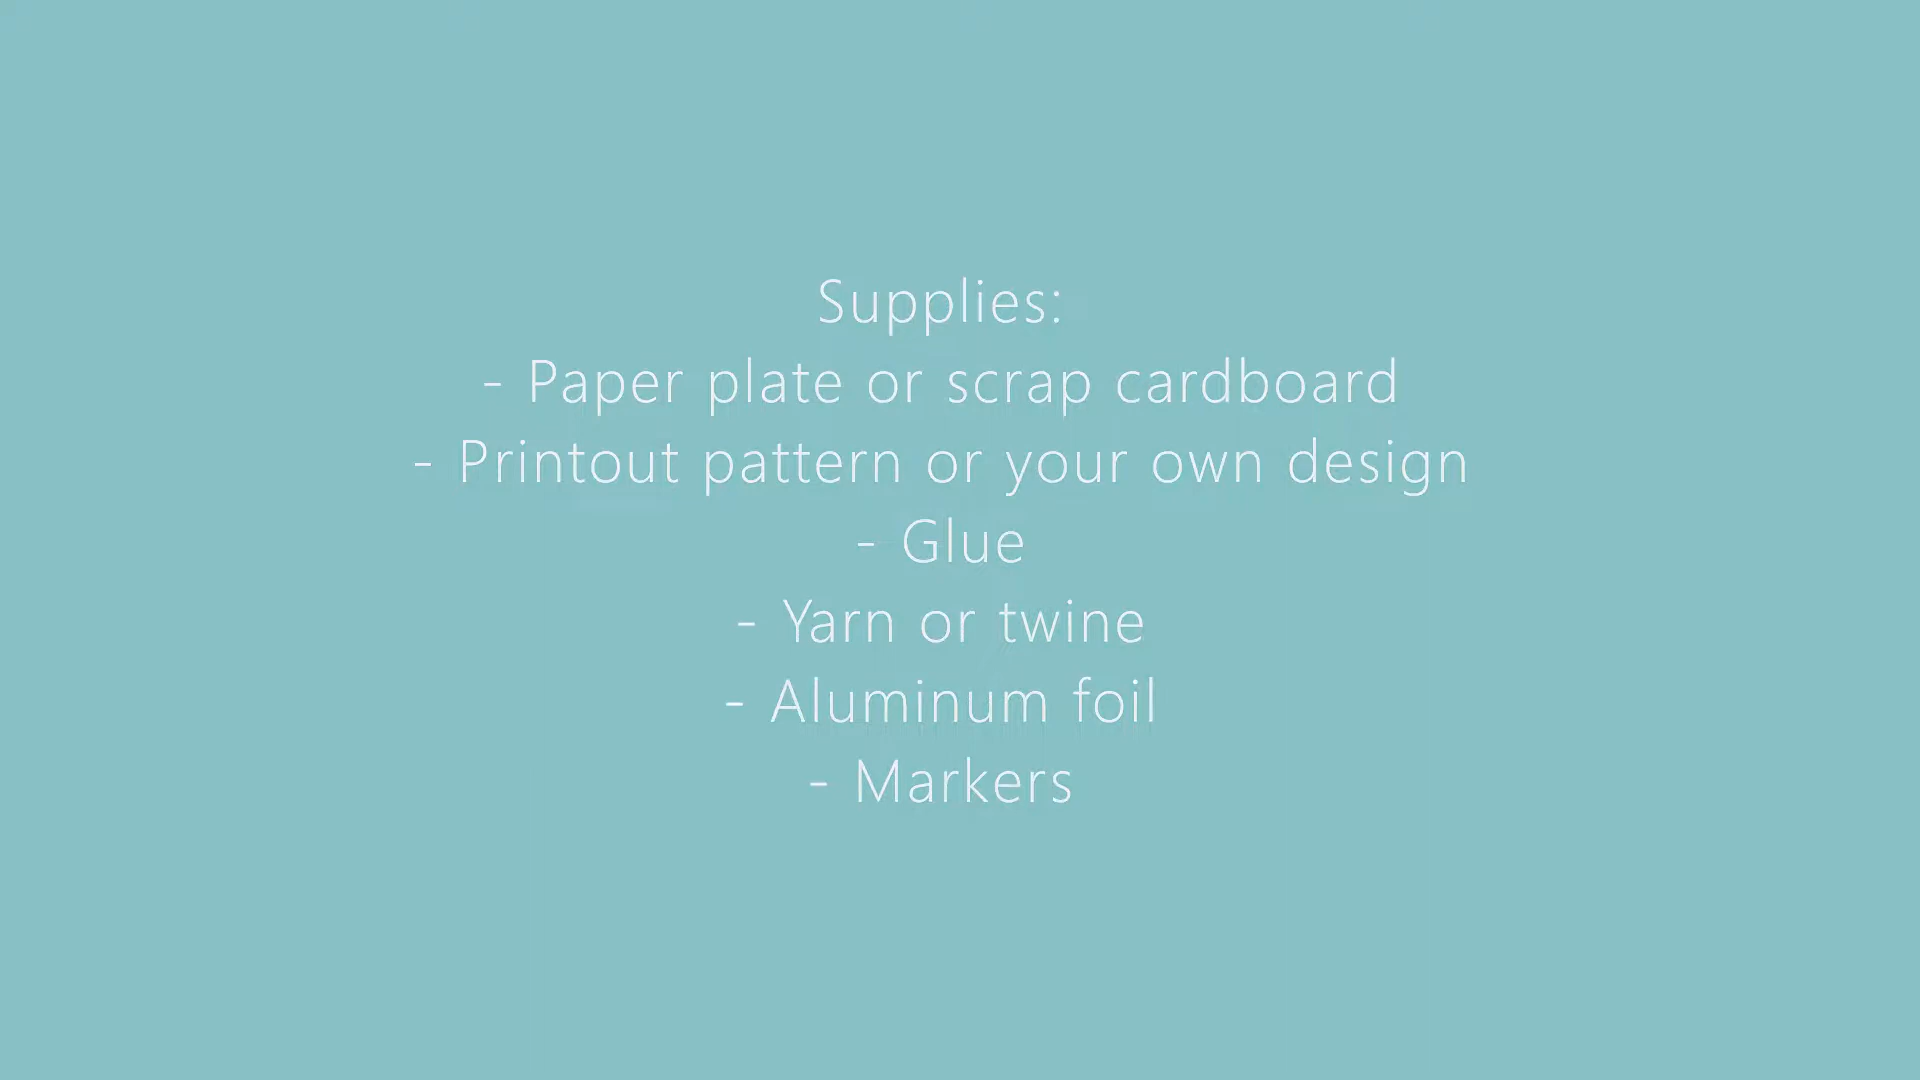 Supplies:
- Paper plate or scrap cardboard
- Printout pattern or your own design
- Glue
- Yarn or twine
- Aluminum foil
- Markers